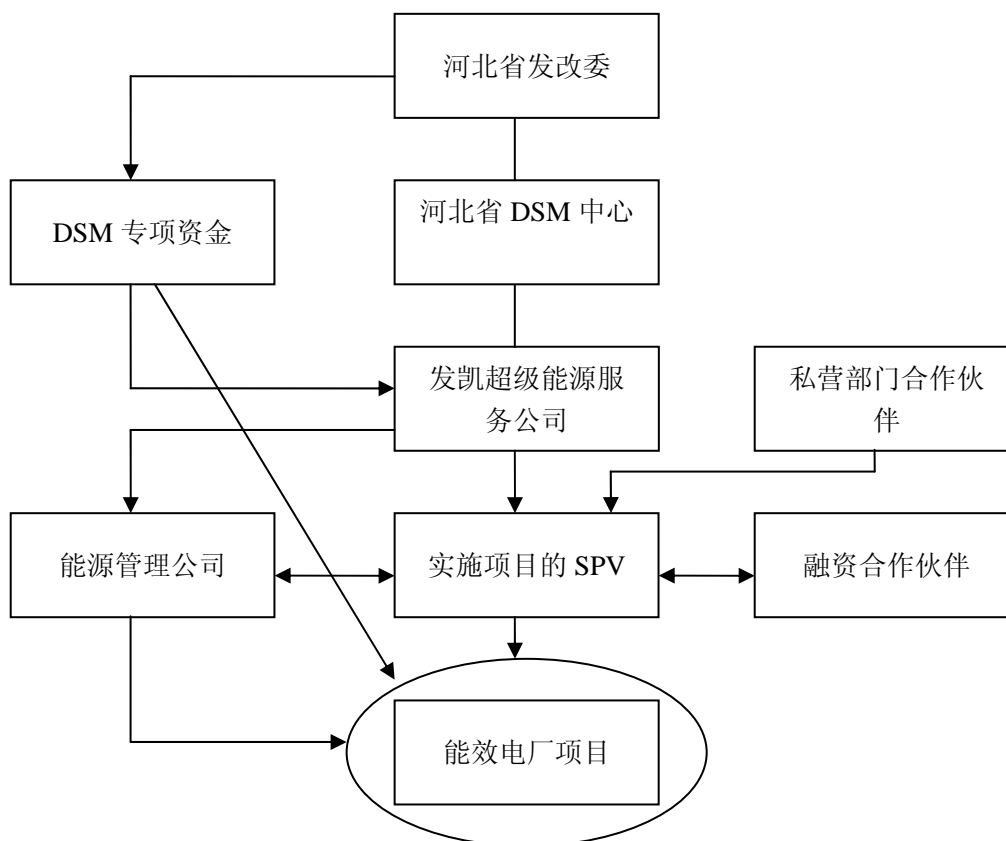 河北省发改委
DSM 专项资金
河北省 DSM 中心
发凯超级能源服
务公司
私营部门合作伙
伴
能源管理公司
实施项目的 SPV
融资合作伙伴
能效电厂项目